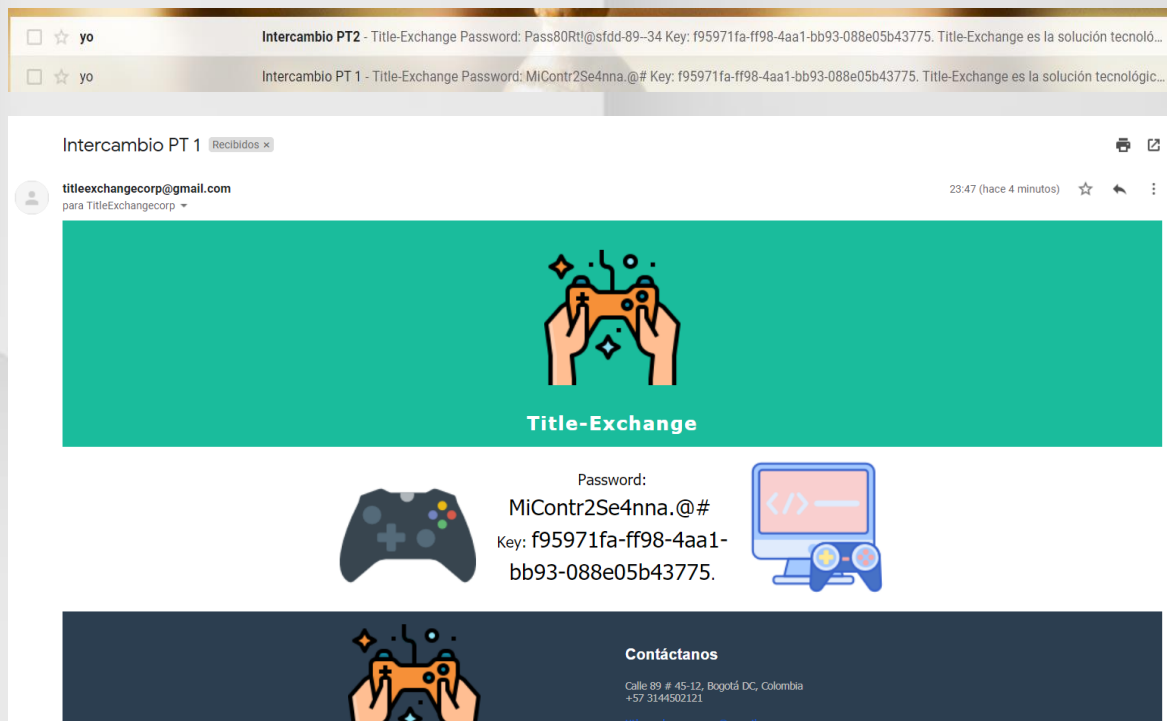 yo Intercambio PT2 - Title-Exchange Password: Pass80Rt!@sfdd-89--34 Key: f95971fa-ff98-4aa1-bb93-088e05b43775. Title-Exchange es la solución tecnoló...
yo Intercambio PT 1 - Title-Exchange Password: MiContr2Se4nna.@# Key: f95971fa-ff98-4aa1-bb93-088e05b43775. Title-Exchange es la solución tecnológic...
Intercambio PT 1 Recibidos ×
titleexchangecorp@gmail.com 23:47 (hace 4 minutos)
para TitleExchangecorp
Title-Exchange
Password:
MiContr2Se4nna.@#
Key: f95971fa-ff98-4aa1-
bb93-088e05b43775.
</> 
Contáctanos
Calle 89 # 45-12, Bogotá DC, Colombia
+57 3144502121